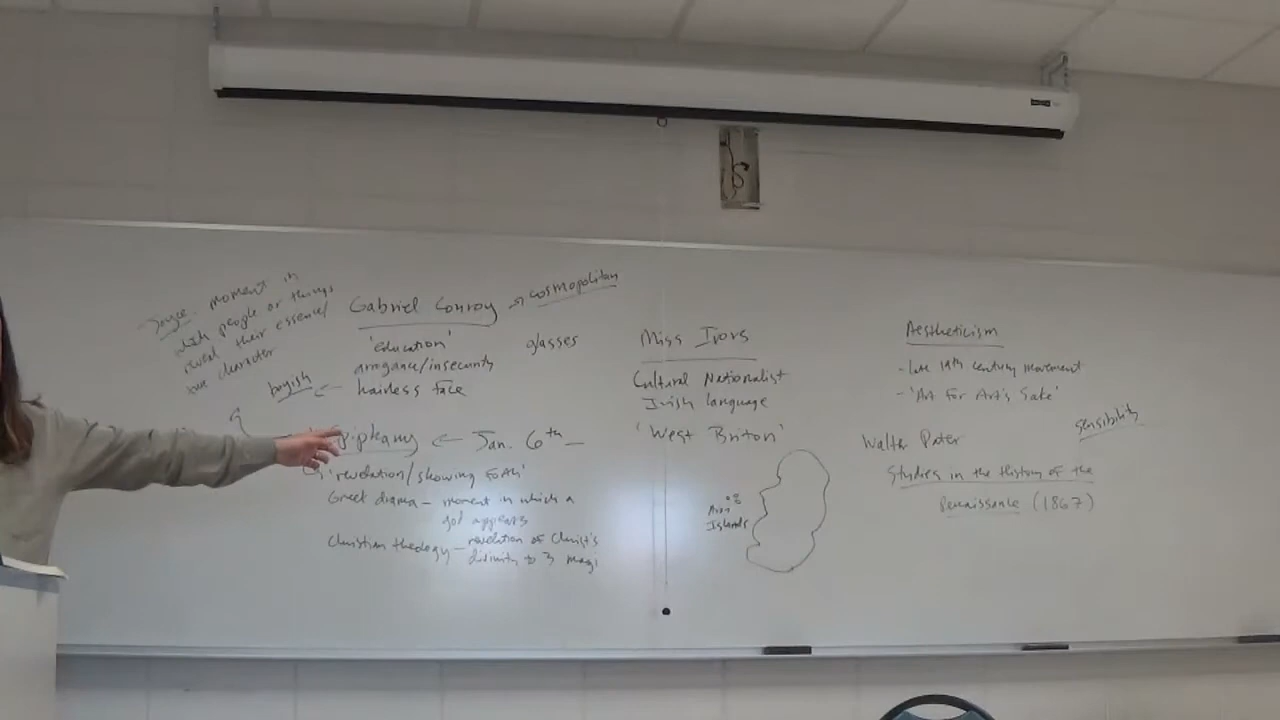 Joyce. moment in
which people or things
reveal their essence/
true character
Gabriel Conroy → cosmopolitan
'education'
glasses
arrogance/insecurity
boyish ← hairless face
epiphany ← Jan. 6th
'revelation/showing forth'
Greek drama - moment in which a
god appears
Christian theology - revelation of Christ's
divinity to 3 magi
Miss Ivors
Cultural Nationalist
Irish language
'West Briton'
Aran
Islands
Aestheticism
- late 19th century movement
- 'Art for Art's Sake'
sensibility
Walter Pater
Studies in the History of the
Renaissance (1867)